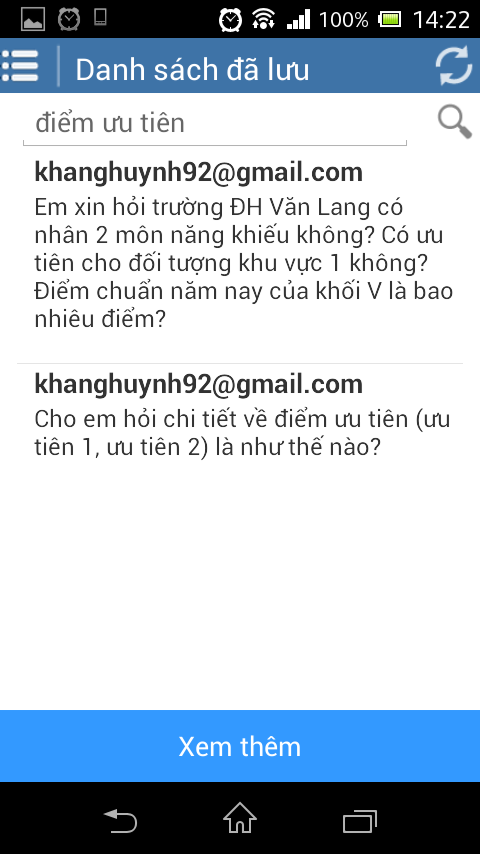 100% 14:22
Danh sách đã lưu
điểm ưu tiên
khanghuynh92@gmail.com
Em xin hỏi trường ĐH Văn Lang có
nhân 2 môn năng khiếu không? Có ưu
tiên cho đối tượng khu vực 1 không?
Điểm chuẩn năm nay của khối V là bao
nhiêu điểm?
khanghuynh92@gmail.com
Cho em hỏi chi tiết về điểm ưu tiên (ưu
tiên 1, ưu tiên 2) là như thế nào?
Xem thêm